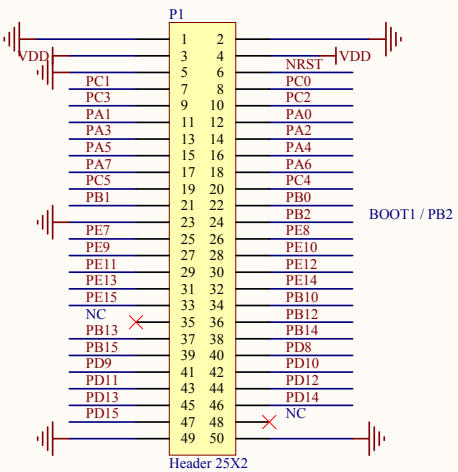 P1
1 2
VDD 3 4 VDD
5 6 NRST
PC1 7 8 PC0
PC3 9 10 PC2
PA1 11 12 PA0
PA3 13 14 PA2
PA5 15 16 PA4
PA7 17 18 PA6
PC5 19 20 PC4
PB1 21 22 PB0
23 24 PB2 BOOT1 / PB2
PE7 25 26 PE8
PE9 27 28 PE10
PE11 29 30 PE12
PE13 31 32 PE14
PE15 33 34 PB10
NC 35 36 PB12
PB13 37 38 PB14
PB15 39 40 PD8
PD9 41 42 PD10
PD11 43 44 PD12
PD13 45 46 PD14
PD15 47 48 NC
49 50
Header 25X2